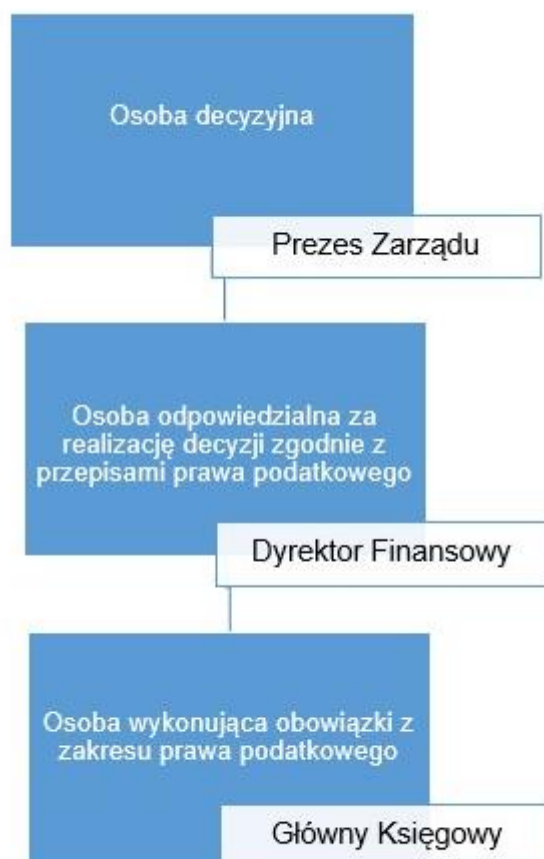 Osoba decyzyjna
Prezes Zarządu
Osoba odpowiedzialna za
realizację decyzji zgodnie z
przepisami prawa podatkowego
Dyrektor Finansowy
Osoba wykonująca obowiązki z
zakresu prawa podatkowego
Główny Księgowy